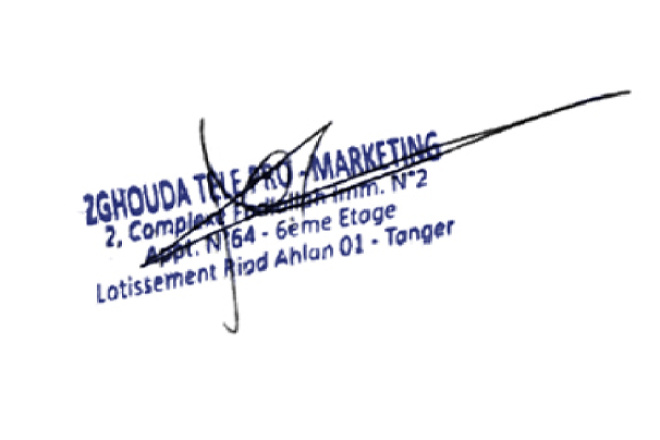 ZGHOUDA TELE PRO - MARKETING
2, Complexe Imm. N°2
Appt. N°64 - 6ème Etage
Lotissement Riad Ahlan 01 - Tanger